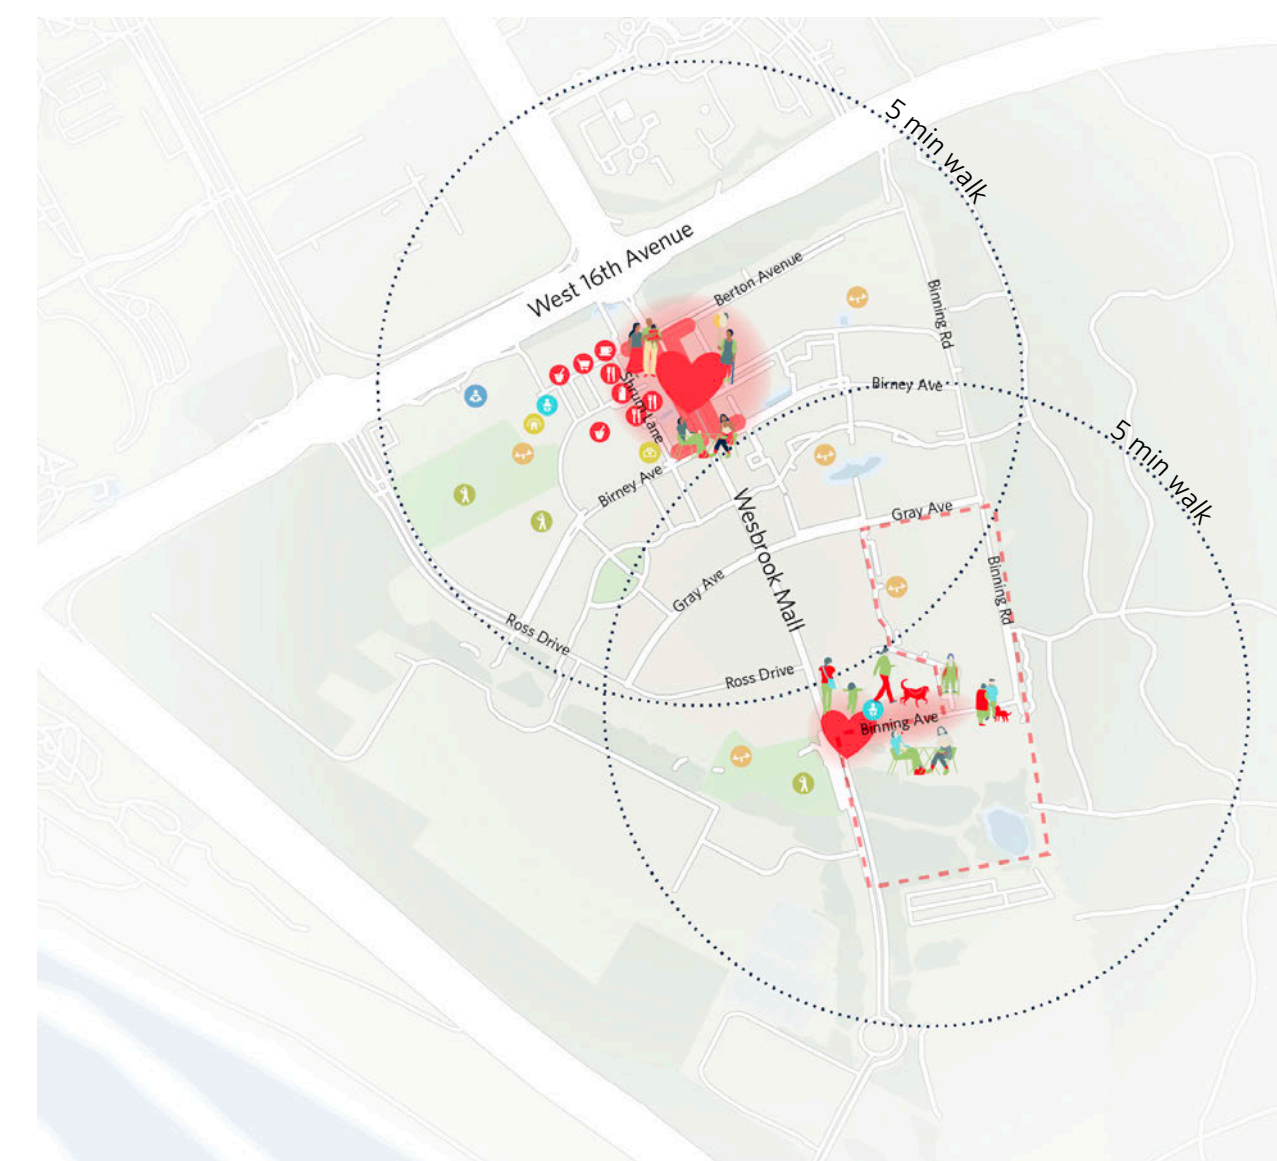 5 min walk
West 16th Avenue
Berton Avenue
Binning Rd
Birney Ave
Shrum Lane
5 min walk
Birney Ave
Wesbrook Mall
Gray Ave
Gray Ave
Binning Rd
Ross Drive
Ross Drive
Binning Ave